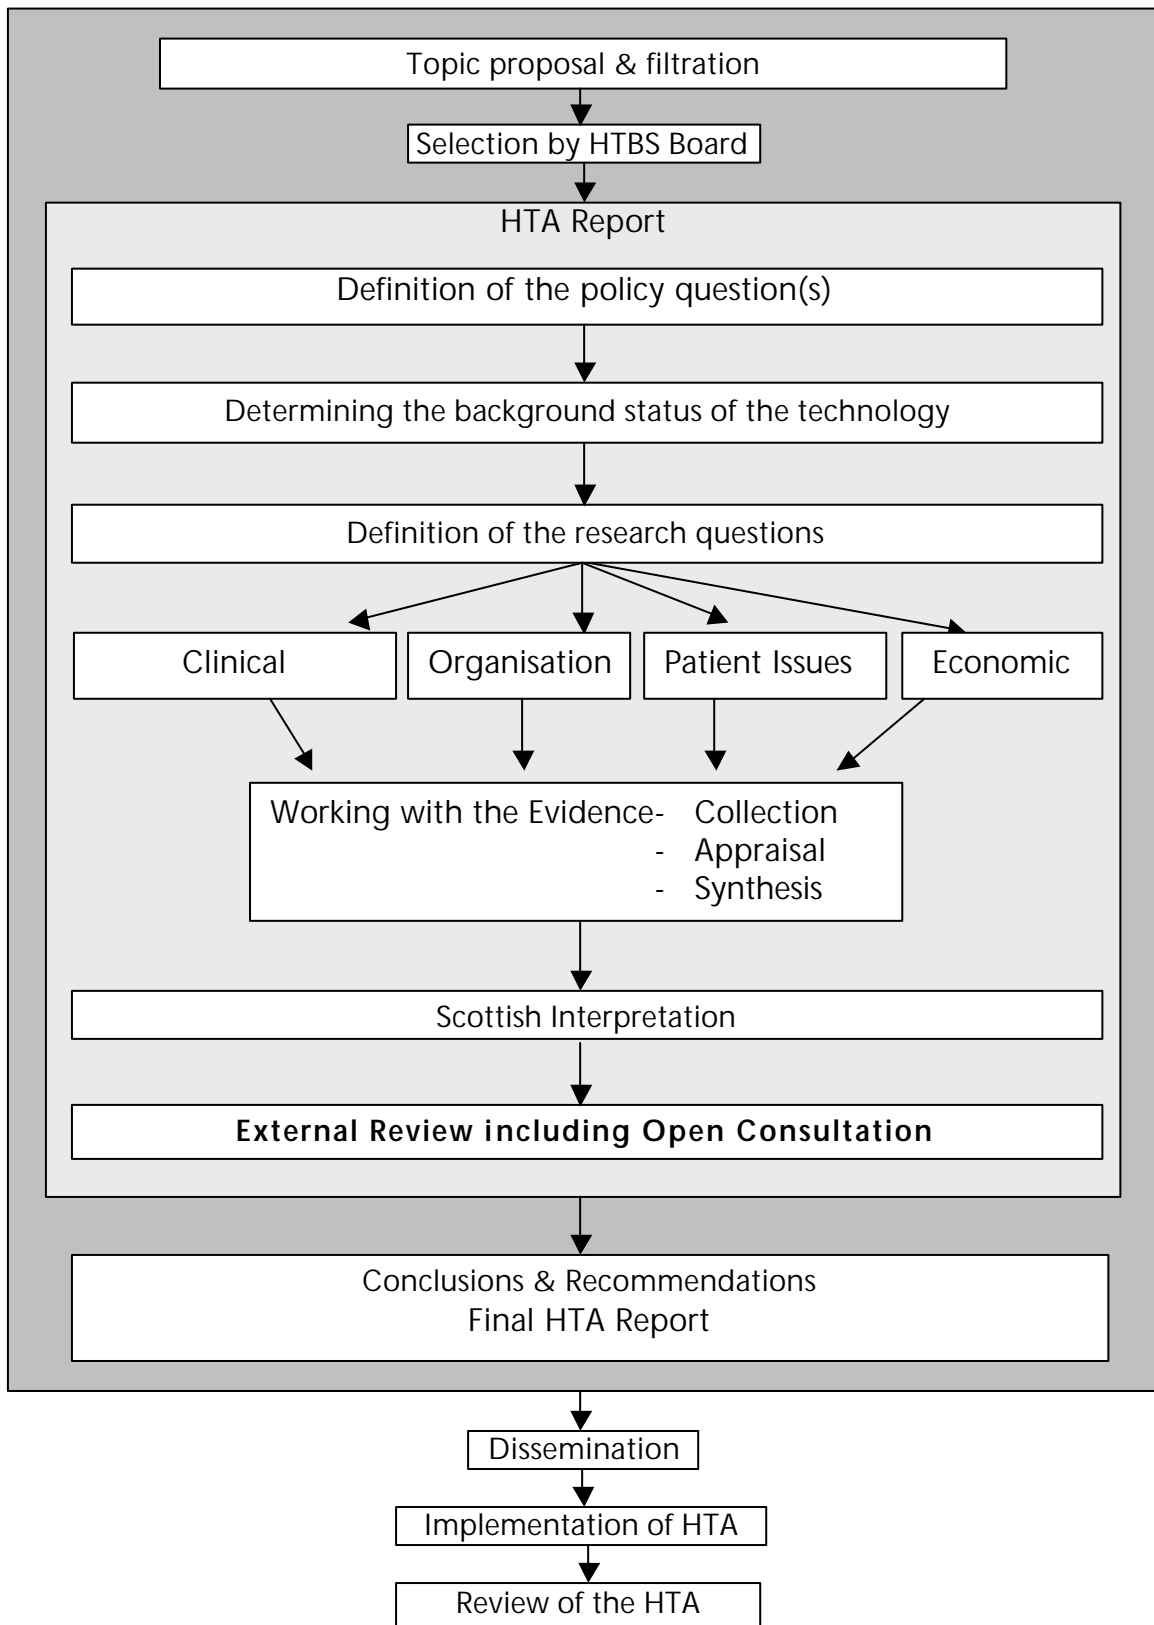 Topic proposal & filtration
Selection by HTBS Board
HTA Report
Definition of the policy question(s)
Determining the background status of the technology
Definition of the research questions
Clinical
Organisation
Patient Issues
Economic
Working with the Evidence- Collection
- Appraisal
- Synthesis
Scottish Interpretation
External Review including Open Consultation
Conclusions & Recommendations
Final HTA Report
Dissemination
Implementation of HTA
Review of the HTA